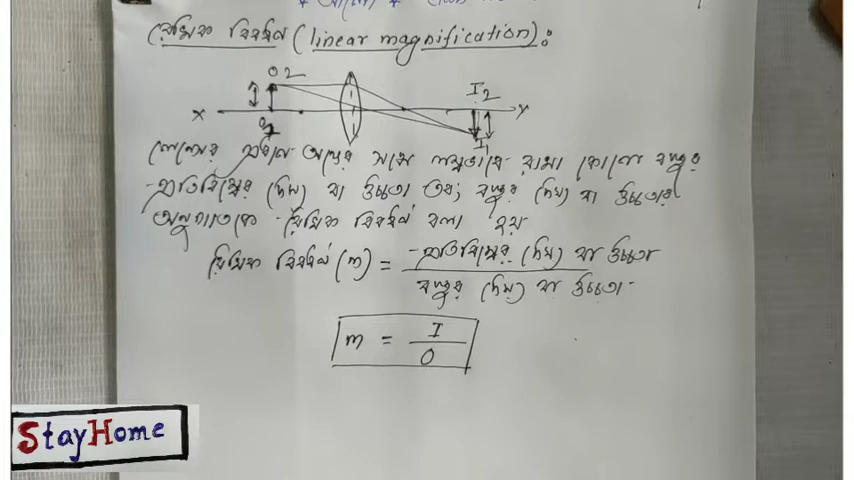 * আলো *
রৈখিক বিবর্ধন (linear magnification):
O2
I2
X
Y
O1
I1
লেন্সের প্রধান অক্ষের সাথে লম্বভাবে রাখা কোনো বস্তুর
প্রতিবিম্বের দৈর্ঘ্য বা উচ্চতা এবং বস্তুর দৈর্ঘ্য বা উচ্চতার
অনুপাতকে রৈখিক বিবর্ধন বলা হয়
রৈখিক বিবর্ধন (m) = প্রতিবিম্বের দৈর্ঘ্য বা উচ্চতা
বস্তুর দৈর্ঘ্য বা উচ্চতা
m = I
O
StayHome